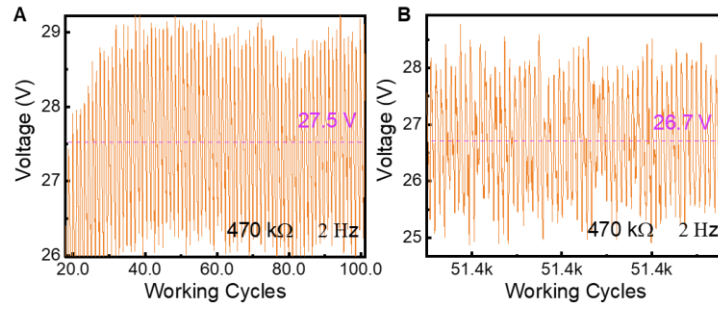 A
Voltage (V)
29
28
27
26
27.5 V
470 kΩ 2 Hz
20.0 40.0 60.0 80.0 100.0
Working Cycles
B
Voltage (V)
28
27
26
25
26.7 V
470 kΩ 2 Hz
51.4k 51.4k 51.4k
Working Cycles